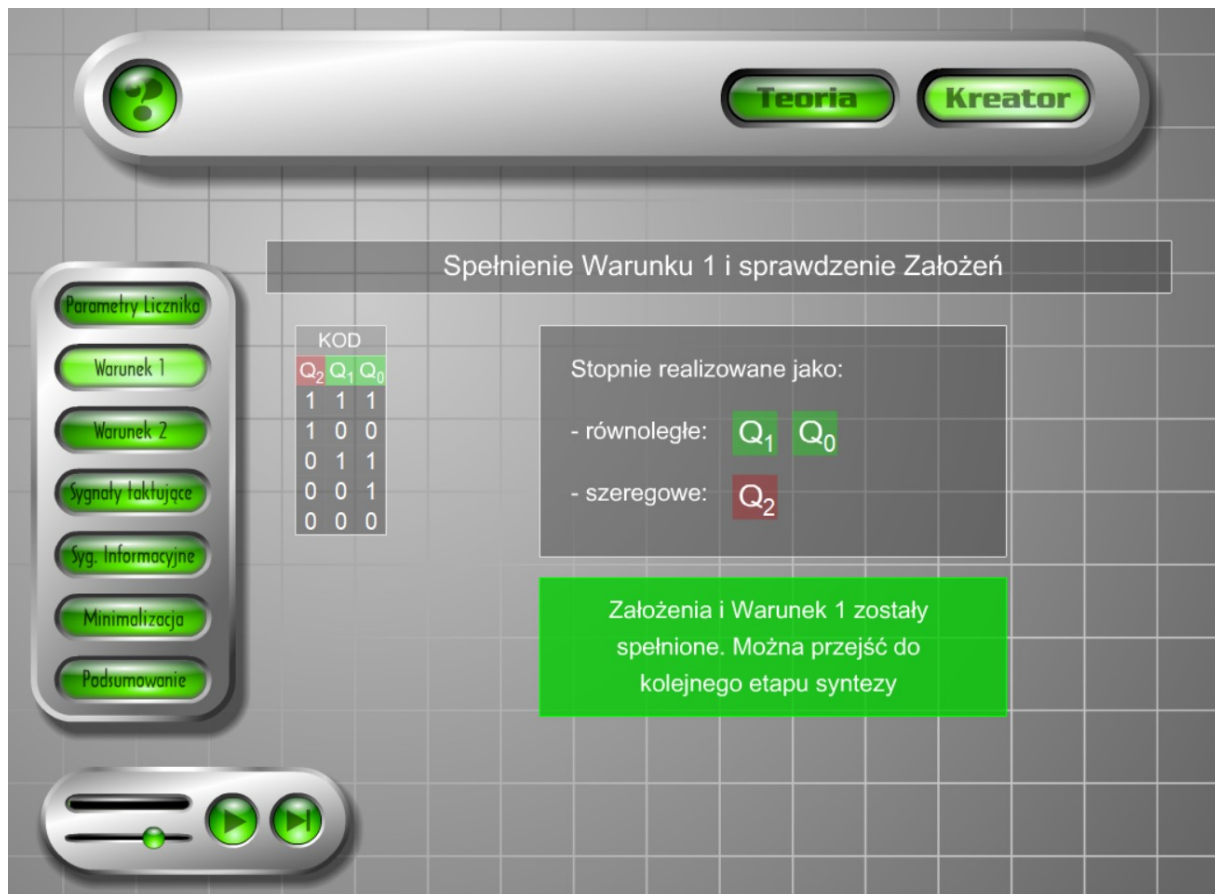 ?
Teoria
Kreator
Spełnienie Warunku 1 i sprawdzenie Założeń
Parametry Licznika
Warunek 1
Warunek 2
Sygnały taktujące
Syg. Informacyjne
Minimalizacja
Podsumowanie
KOD
Q2 Q1 Q0
1 1 1
1 0 0
0 1 1
0 0 1
0 0 0
Stopnie realizowane jako:
- równoległe: Q1 Q0
- szeregowe: Q2
Założenia i Warunek 1 zostały
spełnione. Można przejść do
kolejnego etapu syntezy